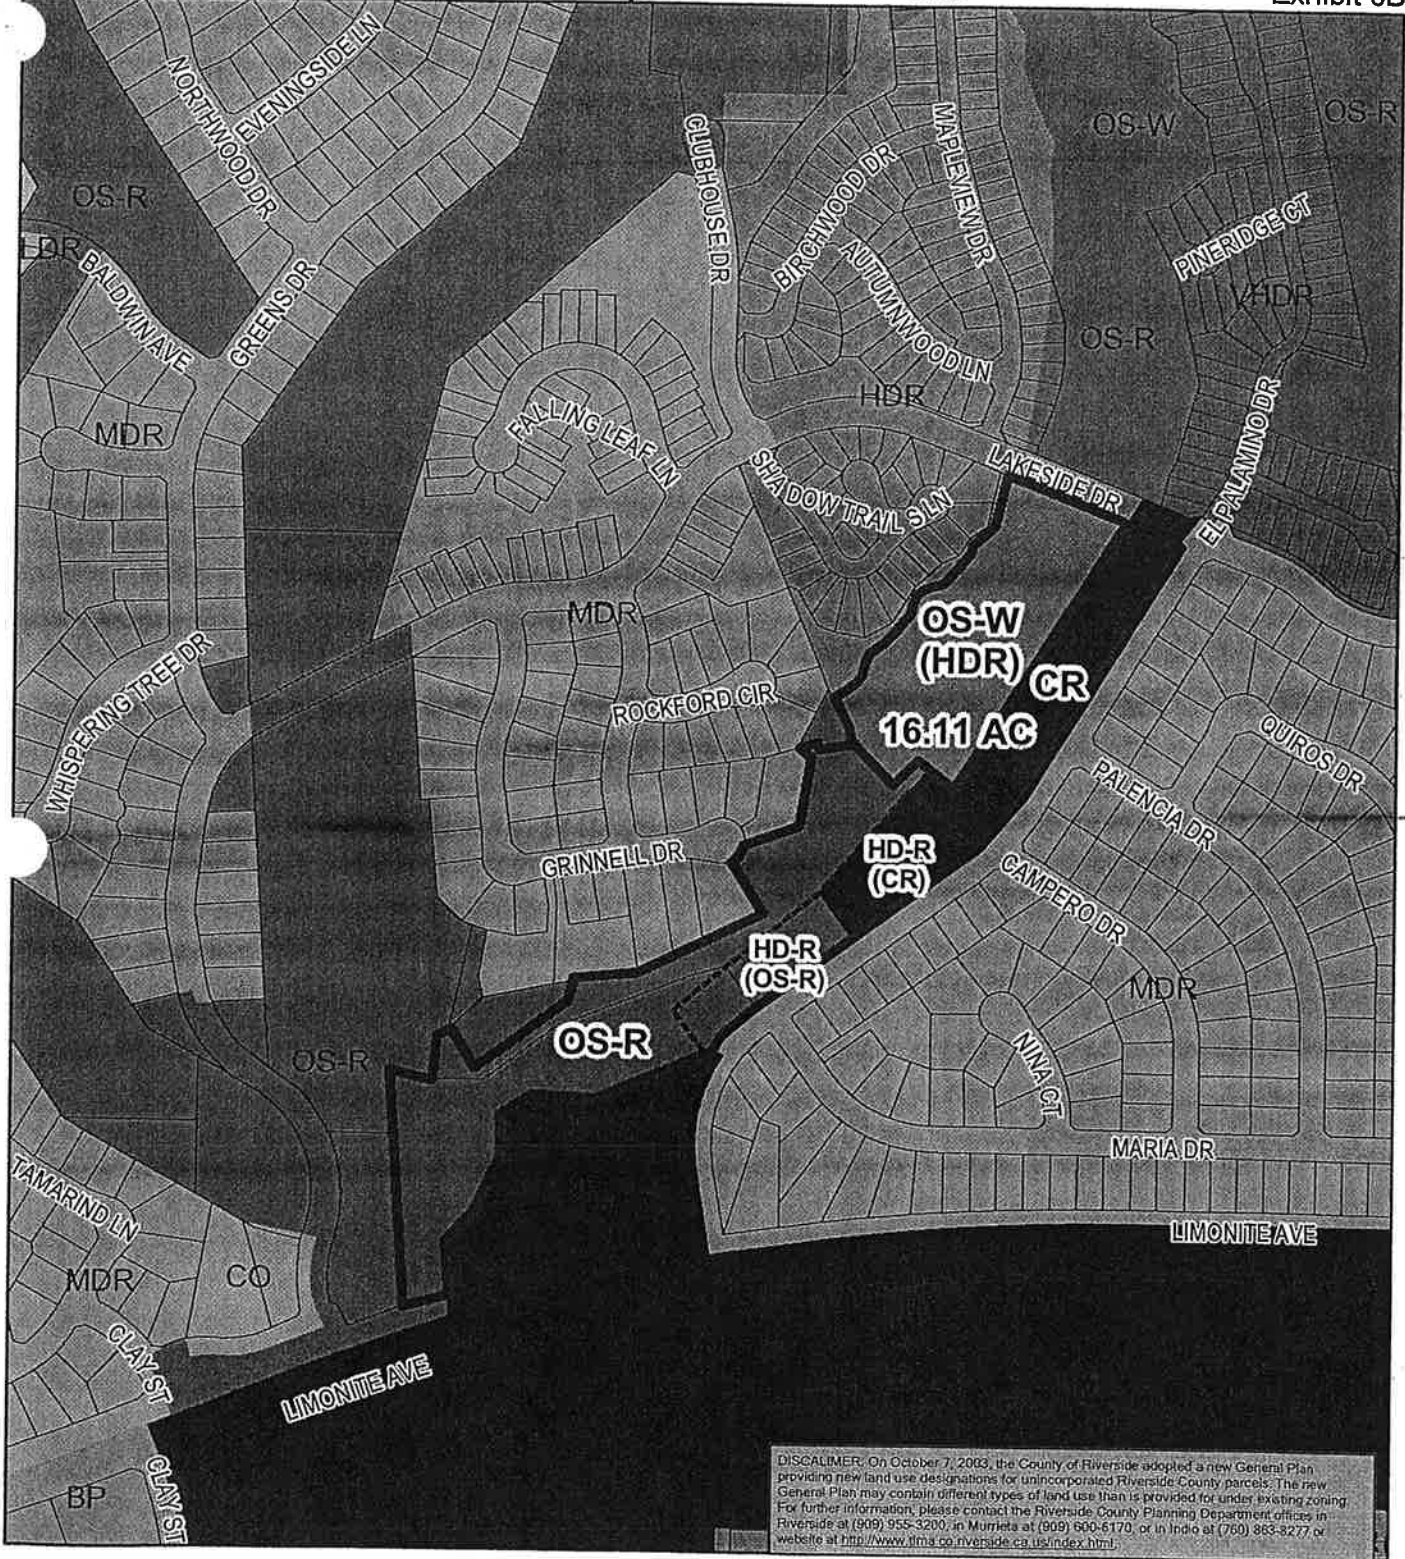 Exhibit 6B
EVENINGSIDE LN
NORTHWOOD DR
OS-R
LDR
BALDWIN AVE
GREENS DR
MDR
CLUBHOUSE DR
BIRCHWOOD DR
MAPLEVIEW DR
AUTUMNWOOD LN
OS-W
OS-R
PINERIDGE CT
VHDR
OS-R
HDR
EL PALAMINO DR
FALLING LEAF LN
SHADOW TRAILS LN
LAKESIDE DR
MDR
OS-W
(HDR)
CR
16.11 AC
WHISPERING TREE DR
ROCKFORD CIR
QUIROS DR
PALENCIA DR
GRINNELL DR
HD-R
(CR)
CAMPERO DR
HD-R
(OS-R)
MDR
OS-R
OS-R
NINA CT
MARIA DR
LIMONITE AVE
TAMARIND LN
MDR
CO
CLAY ST
LIMONITE AVE
BP
CLAY ST
DISCALIMER: On October 7, 2003, the County of Riverside adopted a new General Plan
providing new land use designations for unincorporated Riverside County parcels. The new
General Plan may contain different types of land use than is provided for under existing zoning.
For further information, please contact the Riverside County Planning Department offices in
Riverside at (909) 955-3200, in Murrieta at (909) 600-6170, or in Indio at (760) 863-8277 or
website at http://www.tlma.co.riverside.ca.us/index.html.